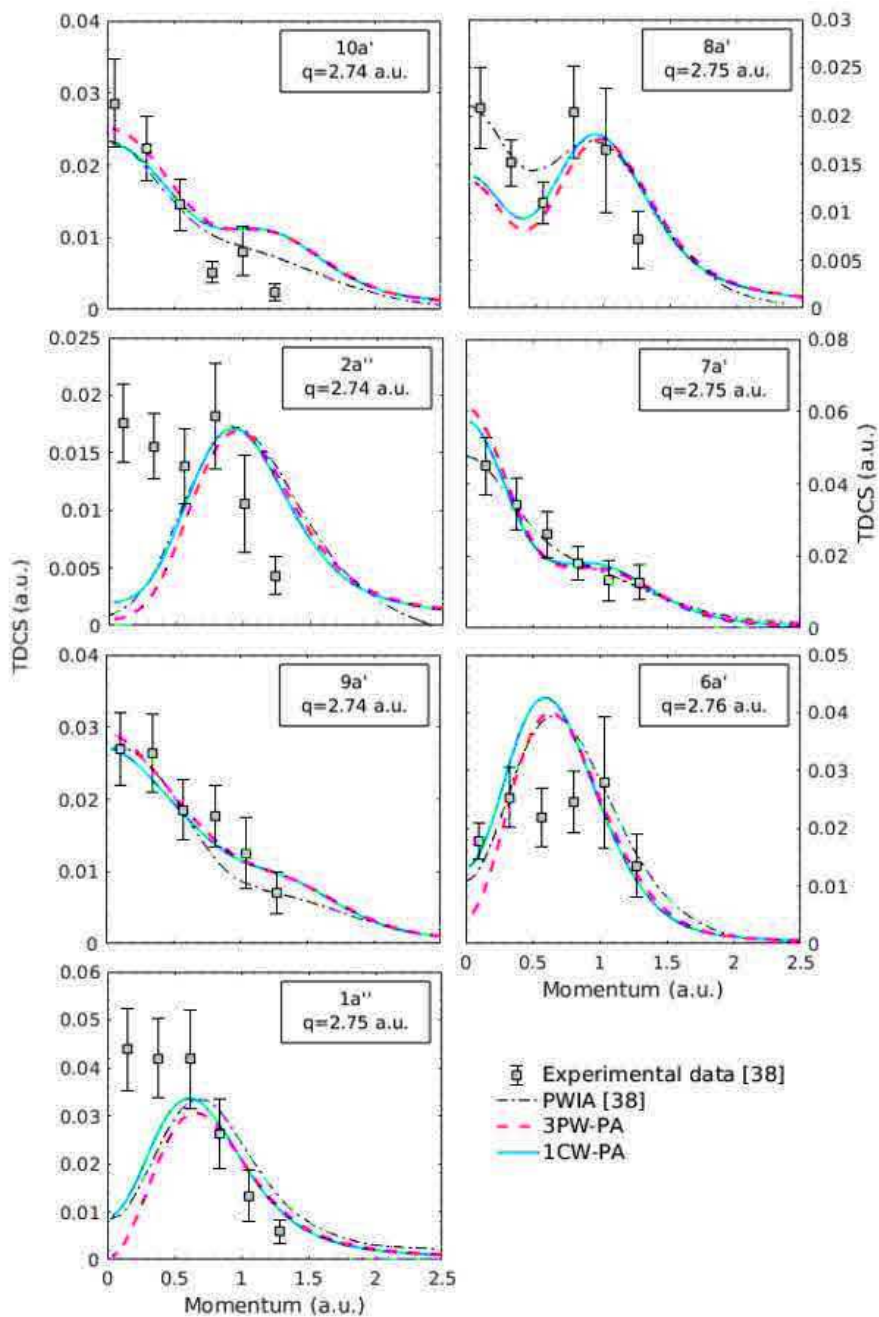 0.04
0.03
0.02
0.01
0
10a'
q=2.74 a.u.
0.03
0.025
0.02
0.015
0.01
0.005
0
8a'
q=2.75 a.u.
0.025
0.02
0.015
0.01
0.005
0
2a''
q=2.74 a.u.
0.08
0.06
0.04
0.02
0
7a'
q=2.75 a.u.
TDCS (a.u.)
TDCS (a.u.)
0.04
0.03
0.02
0.01
0
9a'
q=2.74 a.u.
0.05
0.04
0.03
0.02
0.01
0
6a'
q=2.76 a.u.
0 0.5 1 1.5 2 2.5
Momentum (a.u.)
0.06
0.05
0.04
0.03
0.02
0.01
0
1a''
q=2.75 a.u.
0 0.5 1 1.5 2 2.5
Momentum (a.u.)
Experimental data [38]
PWIA [38]
3PW-PA
1CW-PA